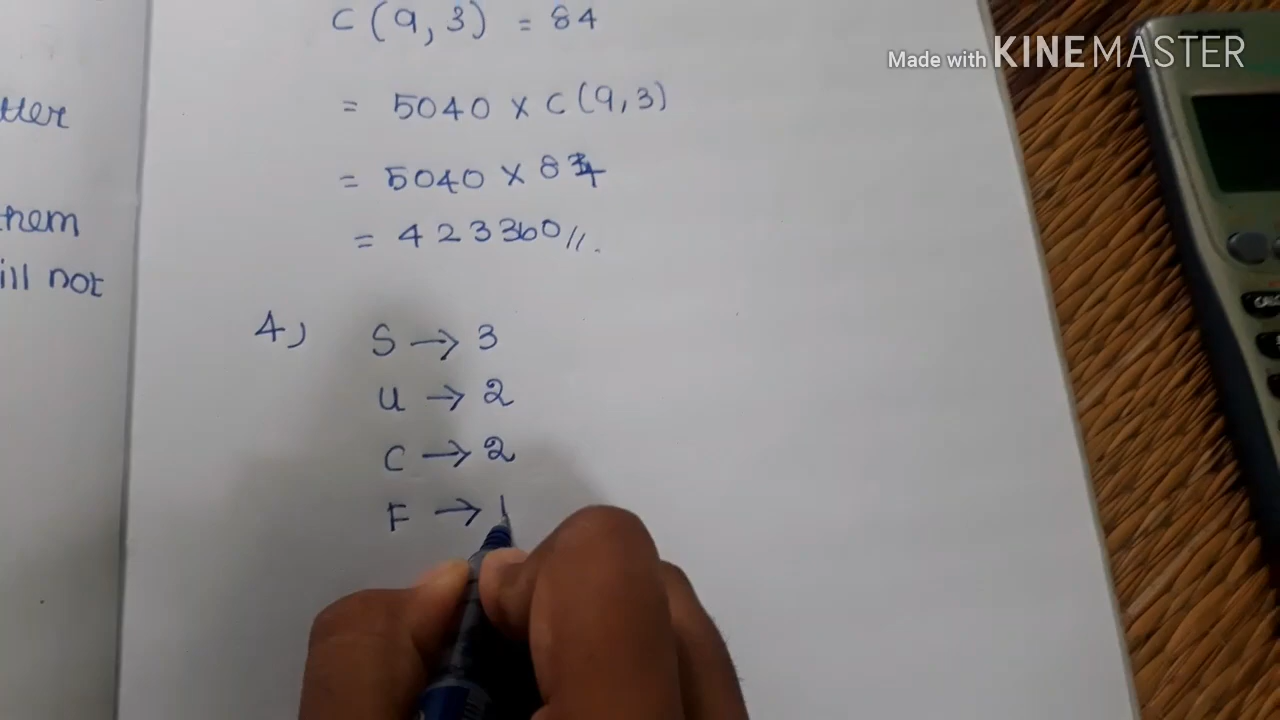 C (9, 3) = 84
Made with KINEMASTER
= 5040 × C (9, 3)
= 5040 × 84
= 423360 //.
tter
them
ill not
4) S → 3
U → 2
C → 2
F → 1